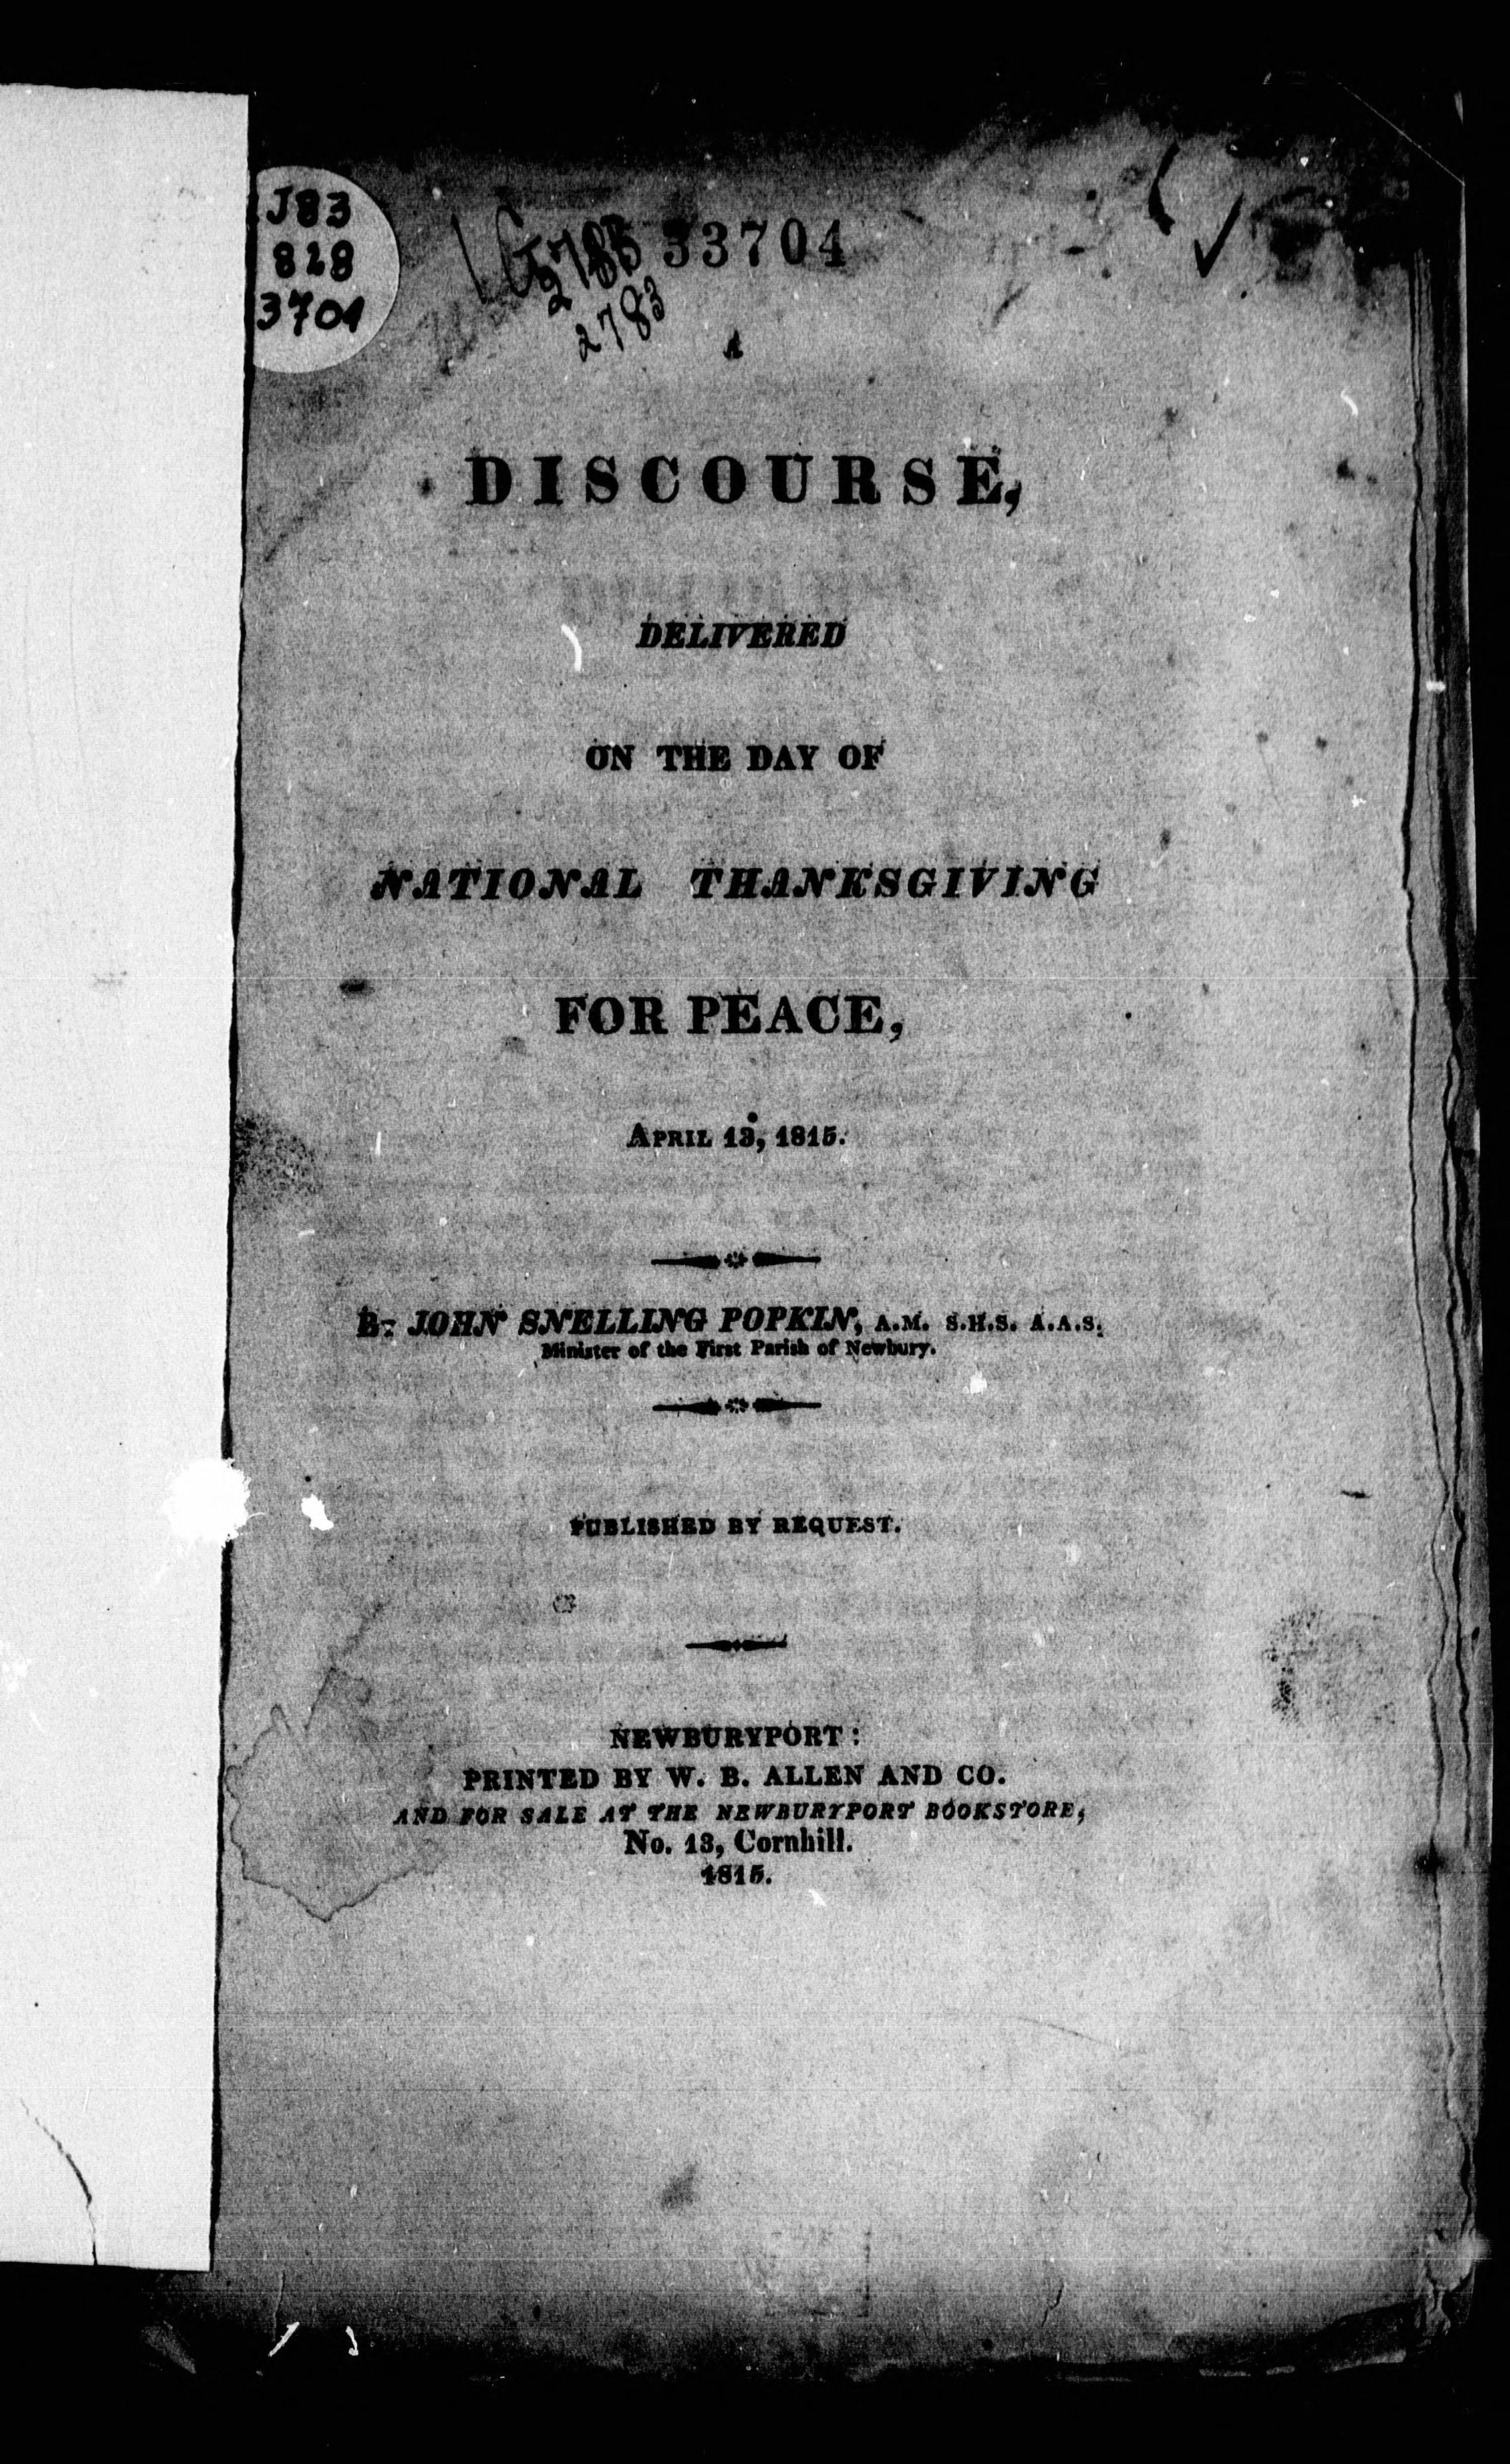 J83
828
3704
33704
2783
A
DISCOURSE,
DELIVERED
ON THE DAY OF
NATIONAL THANKSGIVING
FOR PEACE,
APRIL 13, 1815.
By JOHN SNELLING POPKIN, A.M. S.H.S. A.A.S.
Minister of the First Parish of Newbury.
PUBLISHED BY REQUEST.
NEWBURYPORT:
PRINTED BY W. B. ALLEN AND CO.
AND FOR SALE AT THE NEWBURYPORT BOOKSTORE,
No. 13, Cornhill.
1815.